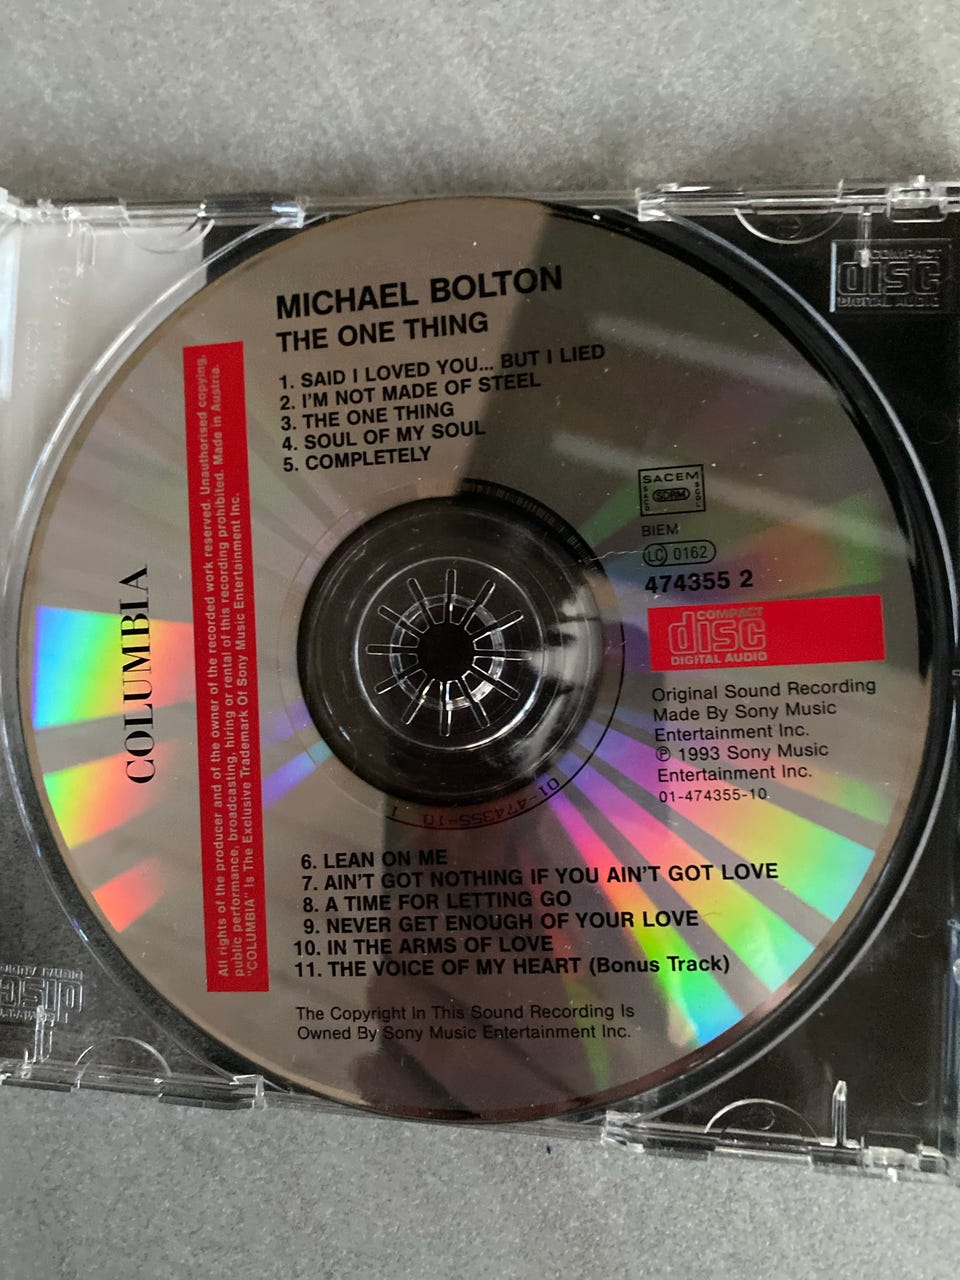 MICHAEL BOLTON
THE ONE THING
1. SAID I LOVED YOU... BUT I LIED
2. I'M NOT MADE OF STEEL
3. THE ONE THING
4. SOUL OF MY SOUL
5. COMPLETELY
COMPACT
disc
DIGITAL AUDIO
SACEM
SDRM
BIEM
LC 0162
474355 2
COMPACT
disc
DIGITAL AUDIO
Original Sound Recording
Made By Sony Music
Entertainment Inc.
℗ 1993 Sony Music
Entertainment Inc.
01-474355-10
COLUMBIA
All rights of the producer and of the owner of the recorded work reserved. Unauthorised copying,
public performance, broadcasting, hiring or rental of this recording prohibited. Made in Austria.
"COLUMBIA" Is The Exclusive Trademark Of Sony Music Entertainment Inc.
01-474355-10 1
6. LEAN ON ME
7. AIN'T GOT NOTHING IF YOU AIN'T GOT LOVE
8. A TIME FOR LETTING GO
9. NEVER GET ENOUGH OF YOUR LOVE
10. IN THE ARMS OF LOVE
11. THE VOICE OF MY HEART (Bonus Track)
The Copyright In This Sound Recording Is
Owned By Sony Music Entertainment Inc.
COMPACT
disc
DIGITAL AUDIO